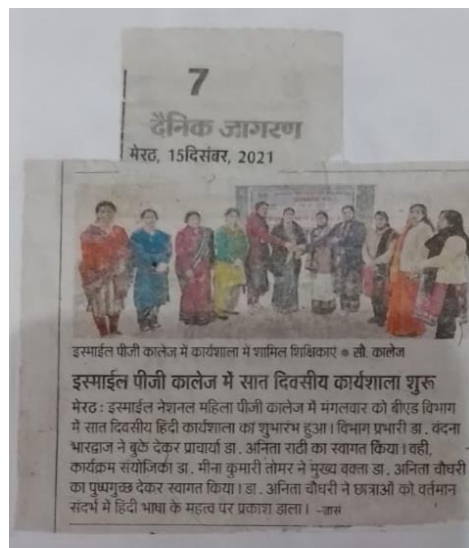 7
दैनिक जागरण
मेरठ, 15 दिसंबर, 2021
इस्माईल पीजी कालेज में कार्यशाला में शामिल शिक्षिकाएं ● सौ. कालेज
इस्माईल पीजी कालेज में सात दिवसीय कार्यशाला शुरू
मेरठ : इस्माईल नेशनल महिला पीजी कालेज में मंगलवार को बीएड विभाग
में सात दिवसीय हिंदी कार्यशाला का शुभारंभ हुआ। विभाग प्रभारी डा. वंदना
भारद्वाज ने बुके देकर प्राचार्या डा. अनिता राठी का स्वागत किया। वही,
कार्यक्रम संयोजिका डा. मीना कुमारी तोमर ने मुख्य वक्ता डा. अनिता चौधरी
का पुष्पगुच्छ देकर स्वागत किया। डा. अनिता चौधरी ने छात्राओं को वर्तमान
संदर्भ में हिंदी भाषा के महत्व पर प्रकाश डाला। -जासं